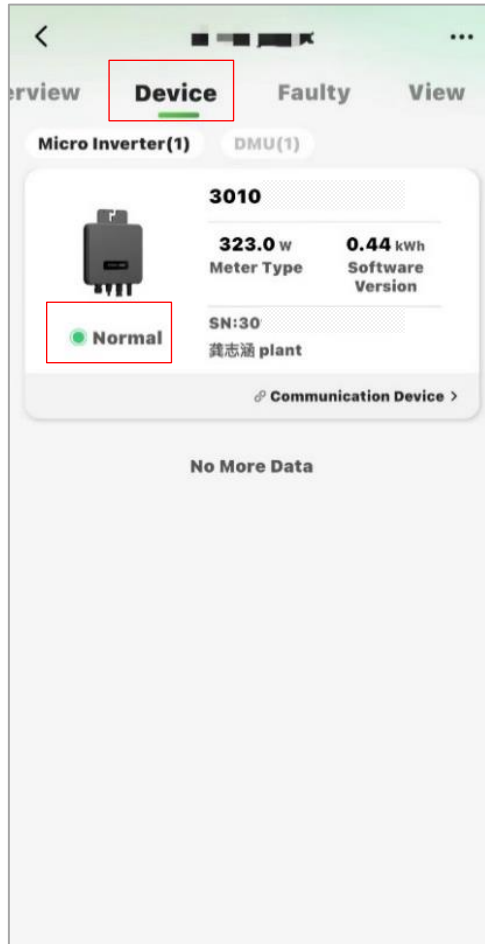 erview Device Faulty View
Micro Inverter(1) DMU(1)
3010
323.0 W 0.44 kWh
Meter Type Software Version
Normal
SN:30
龚志涵 plant
Communication Device >
No More Data